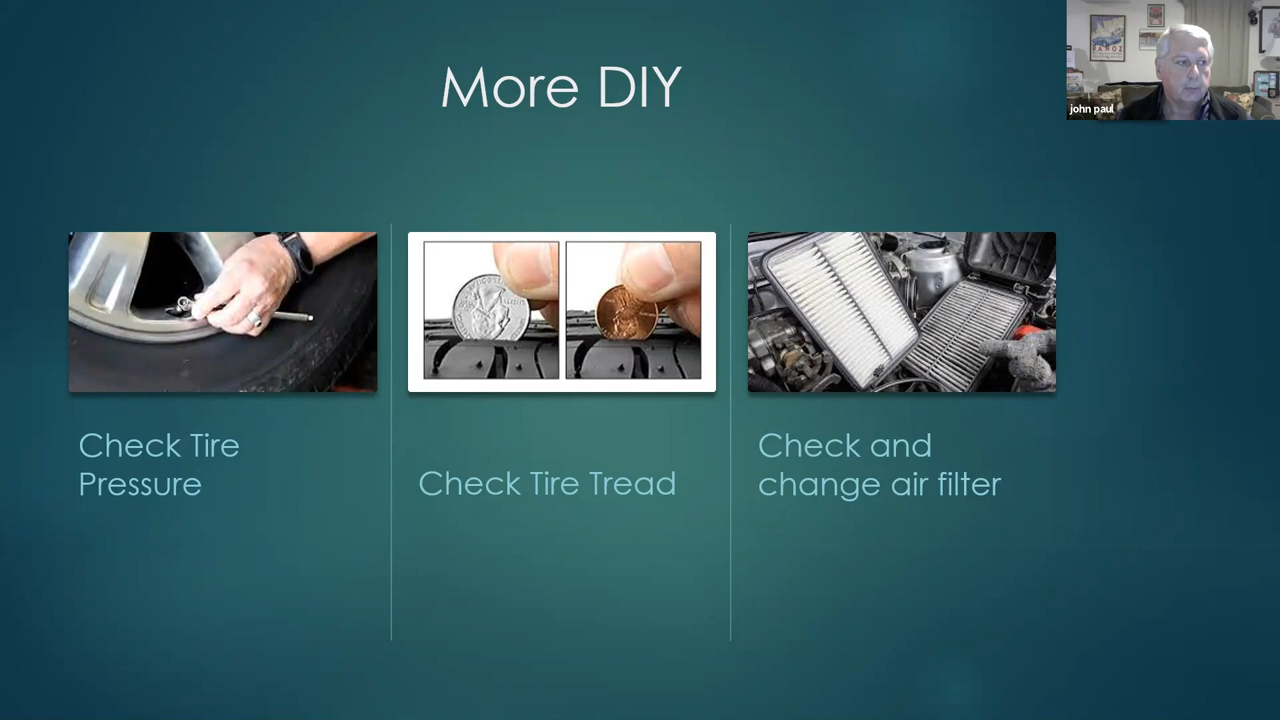 More DIY
john paul
Check Tire
Pressure
Check Tire Tread
Check and
change air filter